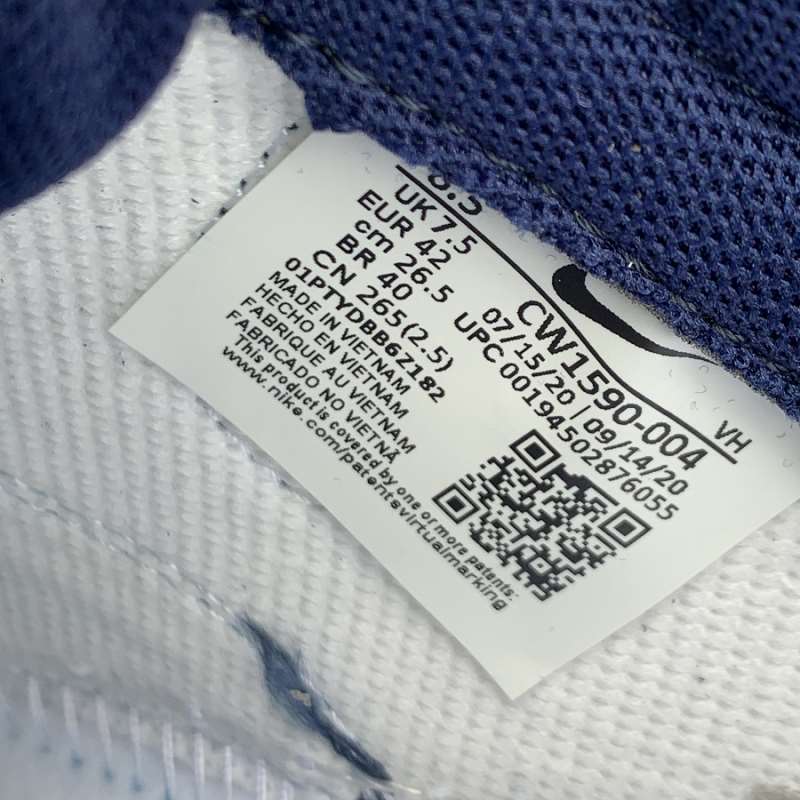 8.5
UK 7.5
EUR 42
cm 26.5
BR 40
CN 265(2.5)
01PTYDBB6Z182
MADE IN VIETNAM
HECHO EN VIETNAM
FABRIQUE AU VIETNAM
FABRICADO NO VIETNÃ
This product is covered by one or more patents:
www.nike.com/patentsvirtualmarking
CW1590-004
VH
07/15/20 | 09/14/20
UPC 00194502876055